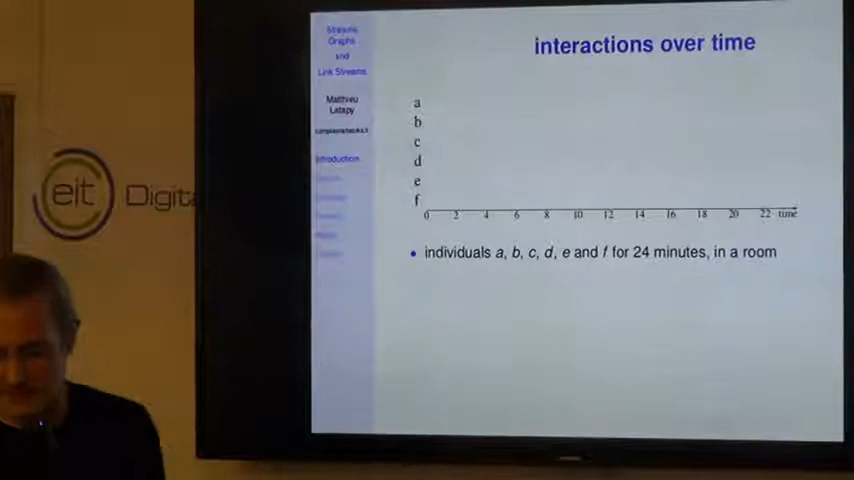 eit Digital
Streams
Graphs
and
Link Streams
Matthieu
Latapy
Introduction
interactions over time
a
b
c
d
e
f
0 2 4 6 8 10 12 14 16 18 20 22 time
• individuals a, b, c, d, e and f for 24 minutes, in a room